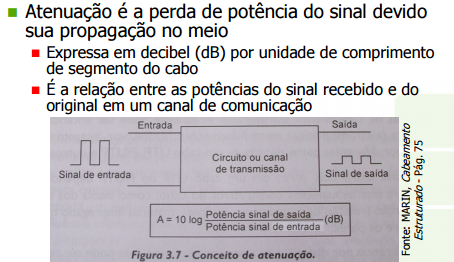 Atenuação é a perda de potência do sinal devido
sua propagação no meio
Expressa em decibel (dB) por unidade de comprimento
de segmento do cabo
É a relação entre as potências do sinal recebido e do
original em um canal de comunicação
Entrada
Saída
Sinal de entrada
Circuito ou canal
de transmissão
Sinal de saída
A = 10 log Potência sinal de saída (dB)
Potência sinal de entrada
Figura 3.7 - Conceito de atenuação.
Fonte: MARIN, Cabeamento
Estruturado - Pág. 75